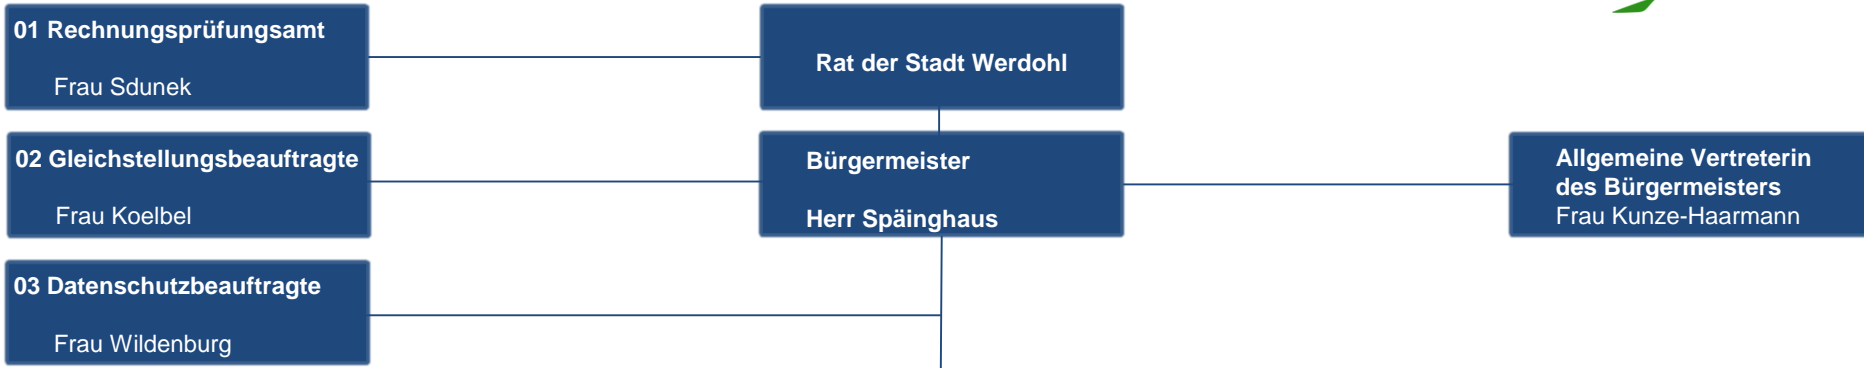 01 Rechnungsprüfungsamt
Frau Sdunek
Rat der Stadt Werdohl
02 Gleichstellungsbeauftragte
Frau Koelbel
Bürgermeister
Herr Späinghaus
Allgemeine Vertreterin
des Bürgermeisters
Frau Kunze-Haarmann
03 Datenschutzbeauftragte
Frau Wildenburg